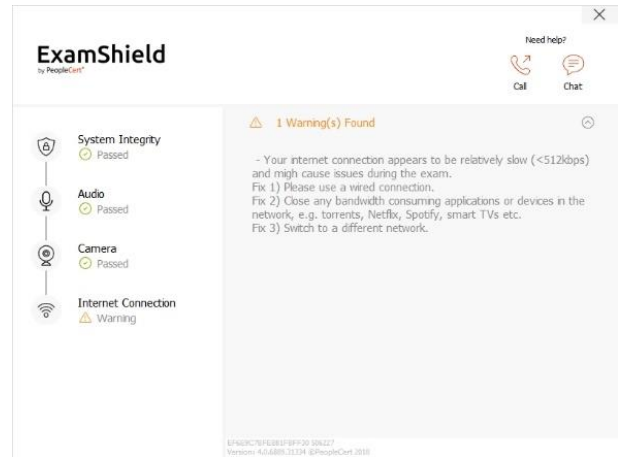 Need help?
ExamShield
by PeopleCert
Call
Chat
1 Warning(s) Found
System Integrity
Passed
Audio
Passed
Camera
Passed
Internet Connection
Warning
- Your internet connection appears to be relatively slow (<512kbps)
and migh cause issues during the exam.
Fix 1) Please use a wired connection.
Fix 2) Close any bandwidth consuming applications or devices in the
network, e.g. torrents, Netflix, Spotify, smart TVs etc.
Fix 3) Switch to a different network.
©PeopleCert 2018